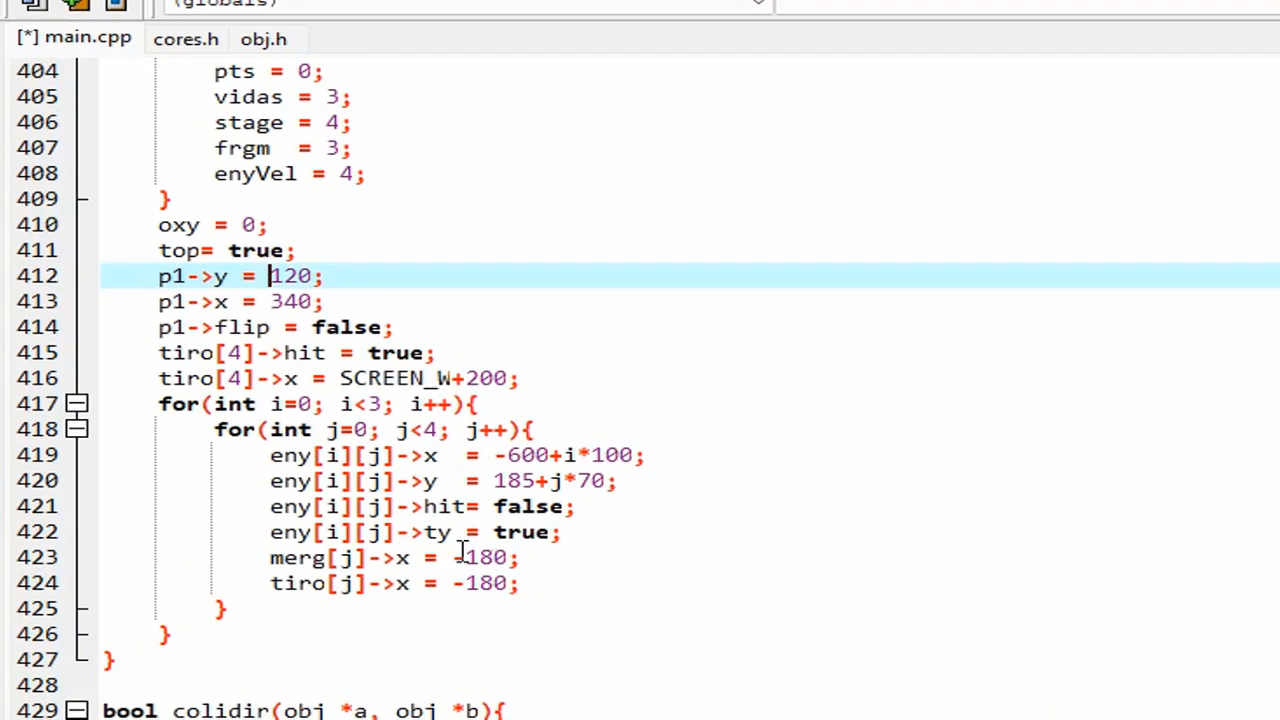 (globals)
[*] main.cpp cores.h obj.h
404 pts = 0;
405 vidas = 3;
406 stage = 4;
407 frgm  = 3;
408 enyVel = 4;
409 }
410 oxy = 0;
411 top= true;
412 p1->y = 120;
413 p1->x = 340;
414 p1->flip = false;
415 tiro[4]->hit = true;
416 tiro[4]->x = SCREEN_W+200;
417 for(int i=0; i<3; i++){
418 for(int j=0; j<4; j++){
419 eny[i][j]->x  = -600+i*100;
420 eny[i][j]->y  = 185+j*70;
421 eny[i][j]->hit= false;
422 eny[i][j]->ty = true;
423 merg[j]->x = -180;
424 tiro[j]->x = -180;
425 }
426 }
427 }
428
429 bool colidir(obj *a, obj *b){